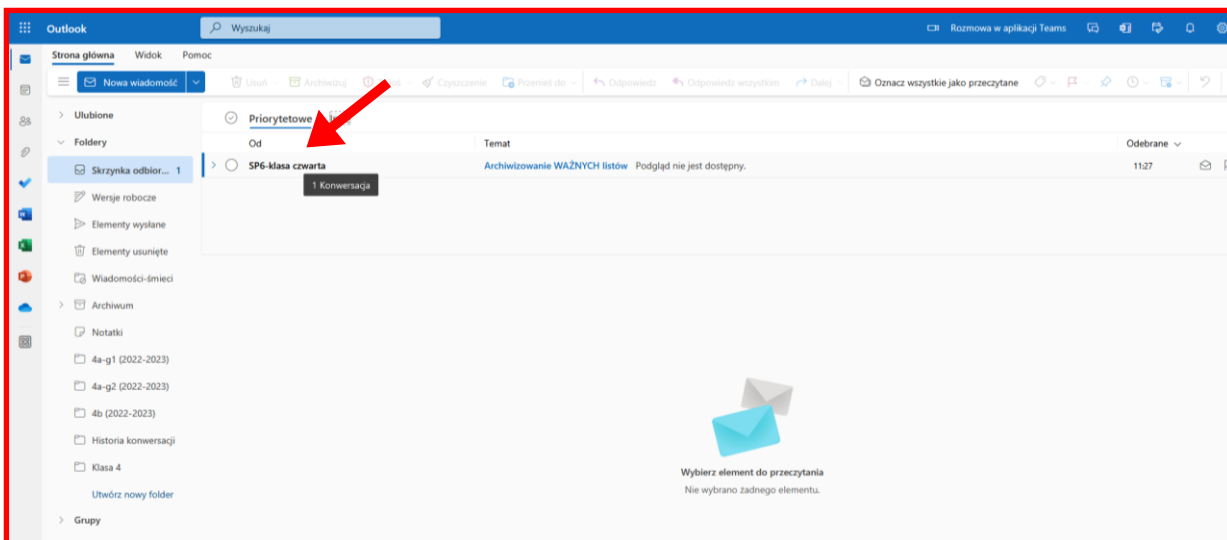 Outlook
Wyszukaj
Rozmowa w aplikacji Teams
Strona główna Widok Pomoc
Nowa wiadomość
Usuń Archiwizuj Czyszczenie Przenieś do Odpowiedz Odpowiedz wszystkim Dalej Oznacz wszystkie jako przeczytane
Ulubione
Foldery
Skrzynka odbior... 1
Wersje robocze
Elementy wysłane
Elementy usunięte
Wiadomości-śmieci
Archiwum
Notatki
4a-g1 (2022-2023)
4a-g2 (2022-2023)
4b (2022-2023)
Historia konwersacji
Klasa 4
Utwórz nowy folder
Grupy
Priorytetowe
Od Temat Odebrane
SP6-klasa czwarta Archiwizowanie WAŻNYCH listów Podgląd nie jest dostępny. 11:27
1 Konwersacja
Wybierz element do przeczytania
Nie wybrano żadnego elementu.